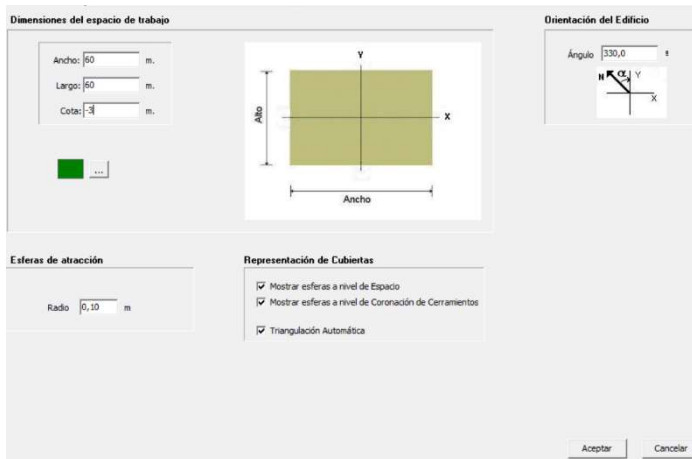 Dimensiones del espacio de trabajo
Ancho: 60 m.
Largo: 60 m.
Cota: -3 m.
...
Y
X
Alto
Ancho
Orientación del Edificio
Ángulo 330,0 º
N α Y
X
Esferas de atracción
Radio 0,10 m
Representación de Cubiertas
Mostrar esferas a nivel de Espacio
Mostrar esferas a nivel de Coronación de Cerramientos
Triangulación Automática
Aceptar Cancelar